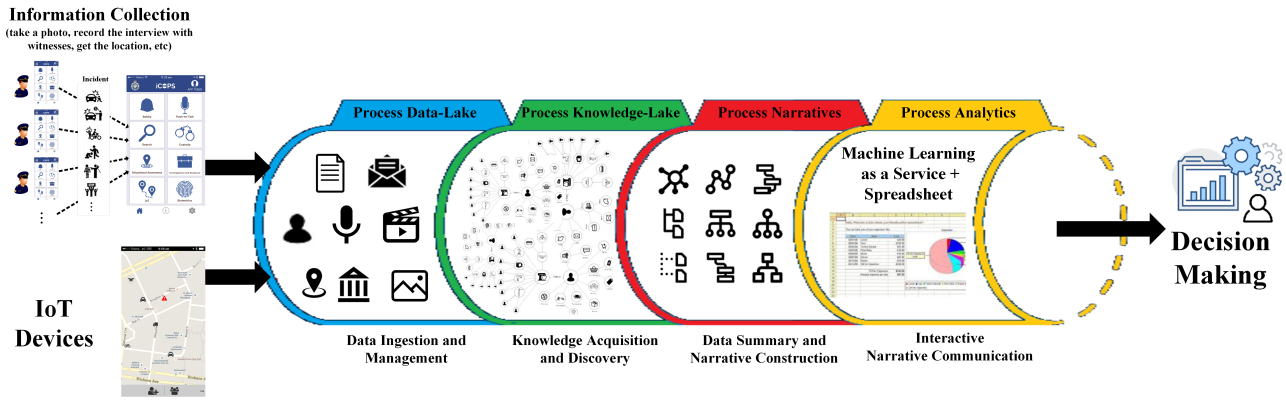 Information Collection
(take a photo, record the interview with
witnesses, get the location, etc)
Incident
iCOPS
Search
IoT
IoT
Devices
Process Data-Lake
Process Knowledge-Lake
Process Narratives
Process Analytics
Machine Learning
as a Service +
Spreadsheet
Data Ingestion and
Management
Knowledge Acquisition
and Discovery
Data Summary and
Narrative Construction
Interactive
Narrative Communication
Decision
Making